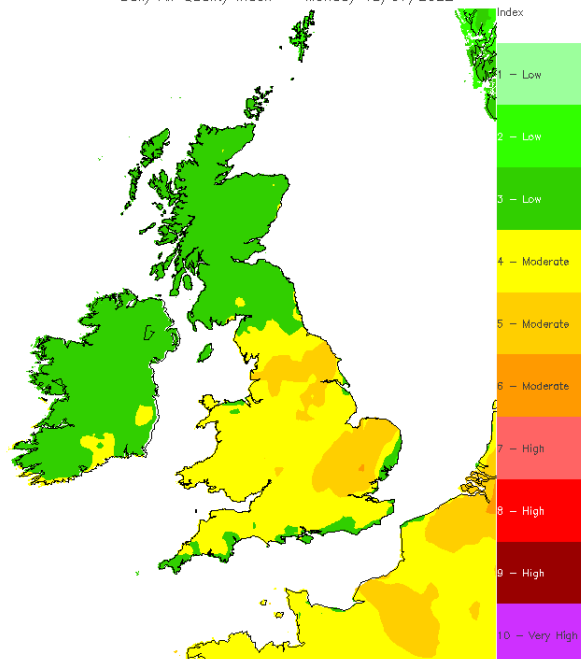 Index
1 - Low
2 - Low
3 - Low
4 - Moderate
5 - Moderate
6 - Moderate
7 - High
8 - High
9 - High
10 - Very High